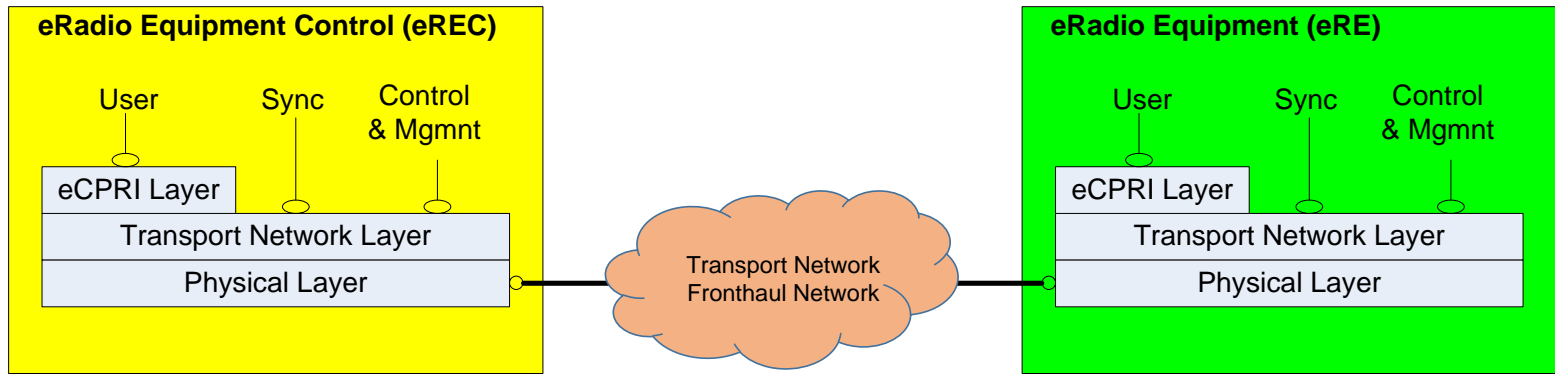 eRadio Equipment Control (eREC)
User
Sync
Control
& Mgmnt
eCPRI Layer
Transport Network Layer
Physical Layer
Transport Network
Fronthaul Network
eRadio Equipment (eRE)
User
Sync
Control
& Mgmnt
eCPRI Layer
Transport Network Layer
Physical Layer